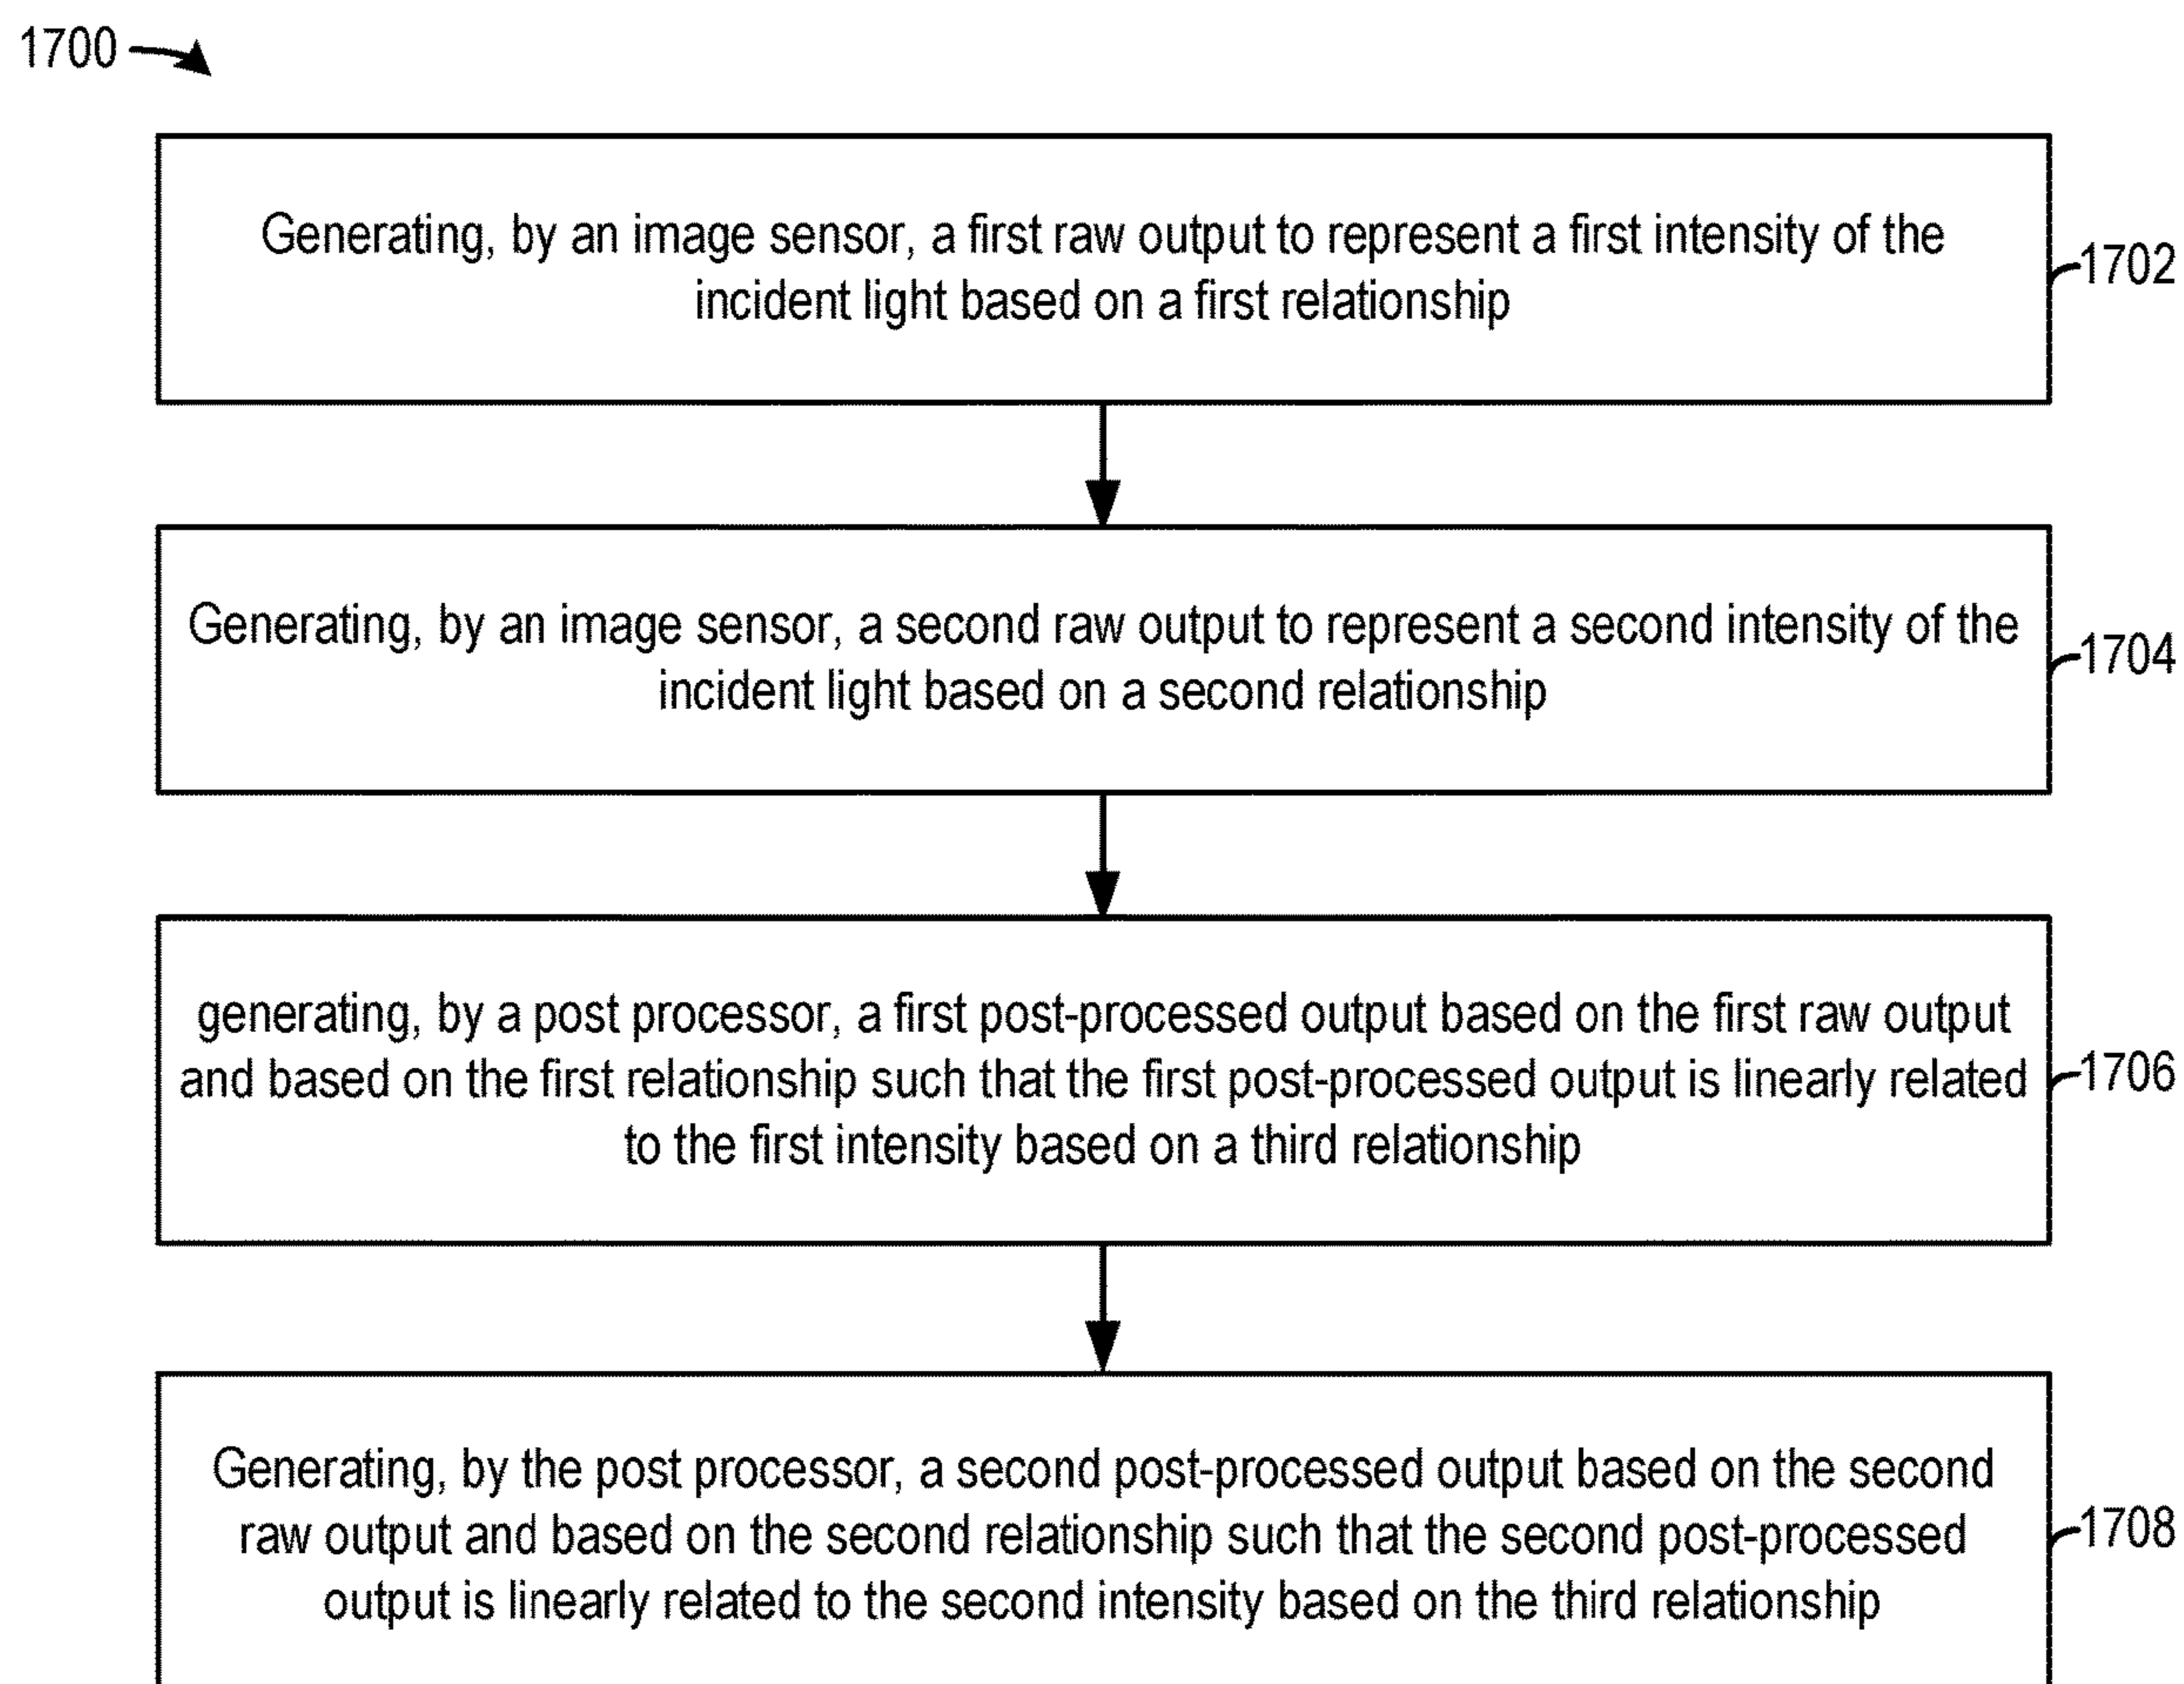 1700
Generating, by an image sensor, a first raw output to represent a first intensity of the
incident light based on a first relationship
1702
Generating, by an image sensor, a second raw output to represent a second intensity of the
incident light based on a second relationship
1704
generating, by a post processor, a first post-processed output based on the first raw output
and based on the first relationship such that the first post-processed output is linearly related
to the first intensity based on a third relationship
1706
Generating, by the post processor, a second post-processed output based on the second
raw output and based on the second relationship such that the second post-processed
output is linearly related to the second intensity based on the third relationship
1708